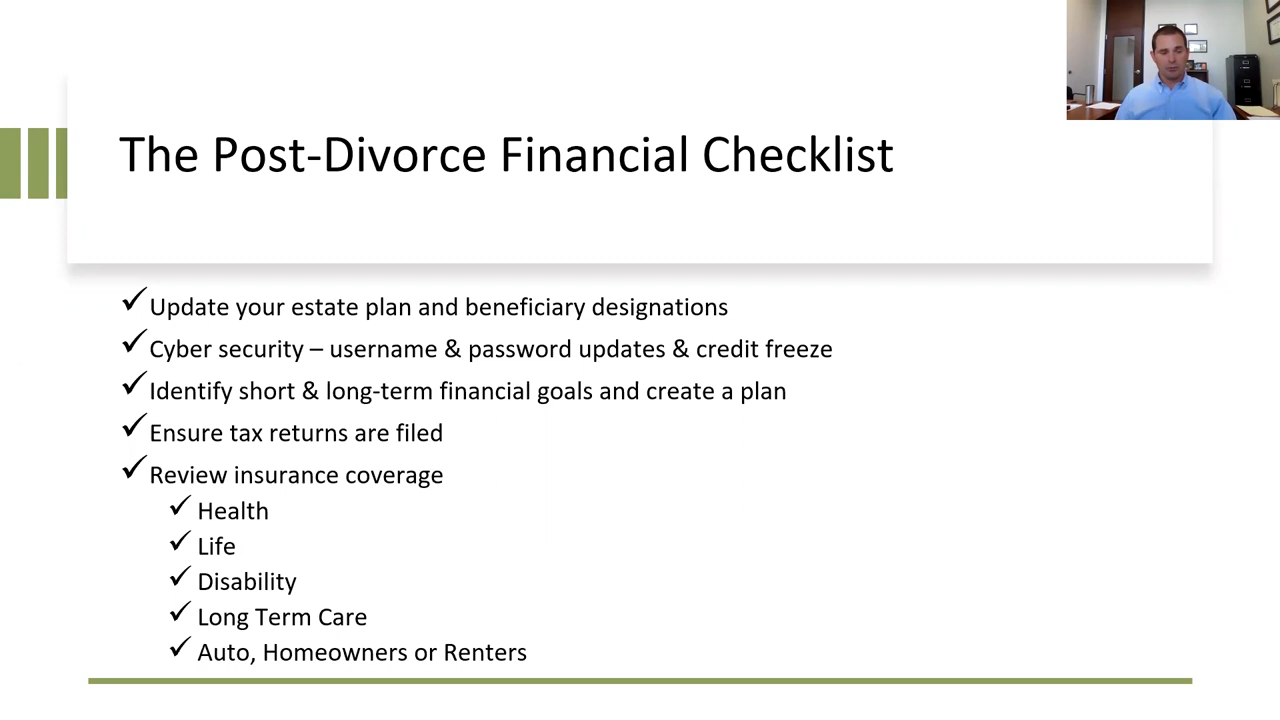 The Post-Divorce Financial Checklist
✓Update your estate plan and beneficiary designations
✓Cyber security – username & password updates & credit freeze
✓Identify short & long-term financial goals and create a plan
✓Ensure tax returns are filed
✓Review insurance coverage
✓Health
✓Life
✓Disability
✓Long Term Care
✓Auto, Homeowners or Renters